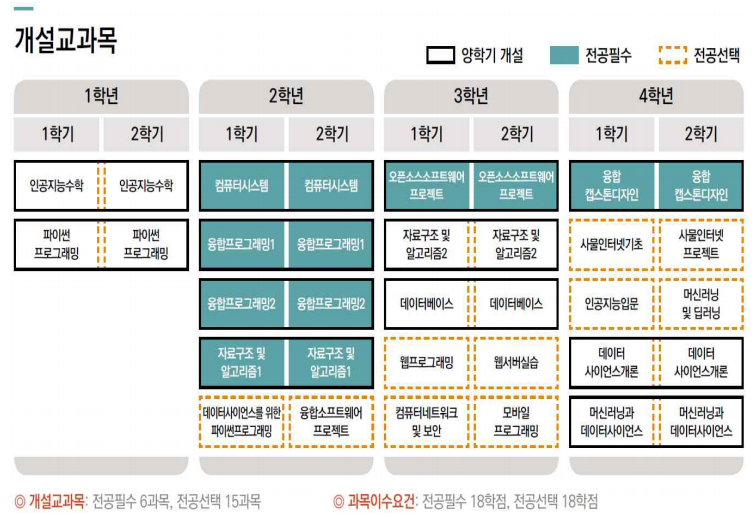 개설교과목
양학기 개설 전공필수 전공선택
1학년 2학년 3학년 4학년
1학기 2학기 1학기 2학기 1학기 2학기 1학기 2학기
인공지능수학 인공지능수학 컴퓨터시스템 컴퓨터시스템 오픈소스소프트웨어 오픈소스소프트웨어 융합 융합
프로젝트 프로젝트 캡스톤디자인 캡스톤디자인
파이썬 파이썬 융합프로그래밍1 융합프로그래밍1 자료구조 및 자료구조 및 사물인터넷기초 사물인터넷
프로그래밍 프로그래밍 알고리즘2 알고리즘2 프로젝트
융합프로그래밍2 융합프로그래밍2 데이터베이스 데이터베이스 인공지능입문 머신러닝
및 딥러닝
자료구조 및 자료구조 및 웹프로그래밍 웹서버실습 데이터 데이터
알고리즘1 알고리즘1 사이언스개론 사이언스개론
데이터사이언스를 위한 융합소프트웨어 컴퓨터네트워크 모바일 머신러닝과 머신러닝과
파이썬프로그래밍 프로젝트 및 보안 프로그래밍 데이터사이언스 데이터사이언스
◎ 개설교과목: 전공필수 6과목, 전공선택 15과목 ◎ 과목이수요건: 전공필수 18학점, 전공선택 18학점